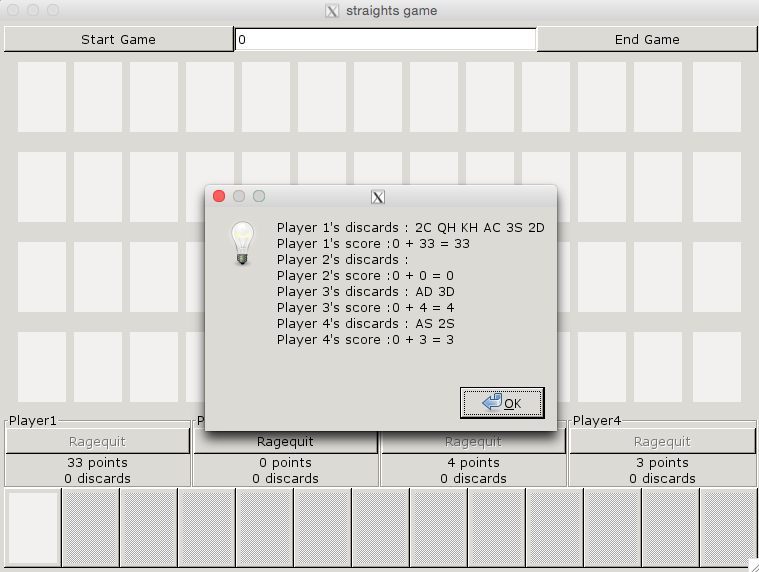 straights game
Start Game
0
End Game
Player 1's discards : 2C QH KH AC 3S 2D
Player 1's score :0 + 33 = 33
Player 2's discards :
Player 2's score :0 + 0 = 0
Player 3's discards : AD 3D
Player 3's score :0 + 4 = 4
Player 4's discards : AS 2S
Player 4's score :0 + 3 = 3
OK
Player1
Player4
Ragequit
Ragequit
Ragequit
Ragequit
33 points
0 points
4 points
3 points
0 discards
0 discards
0 discards
0 discards